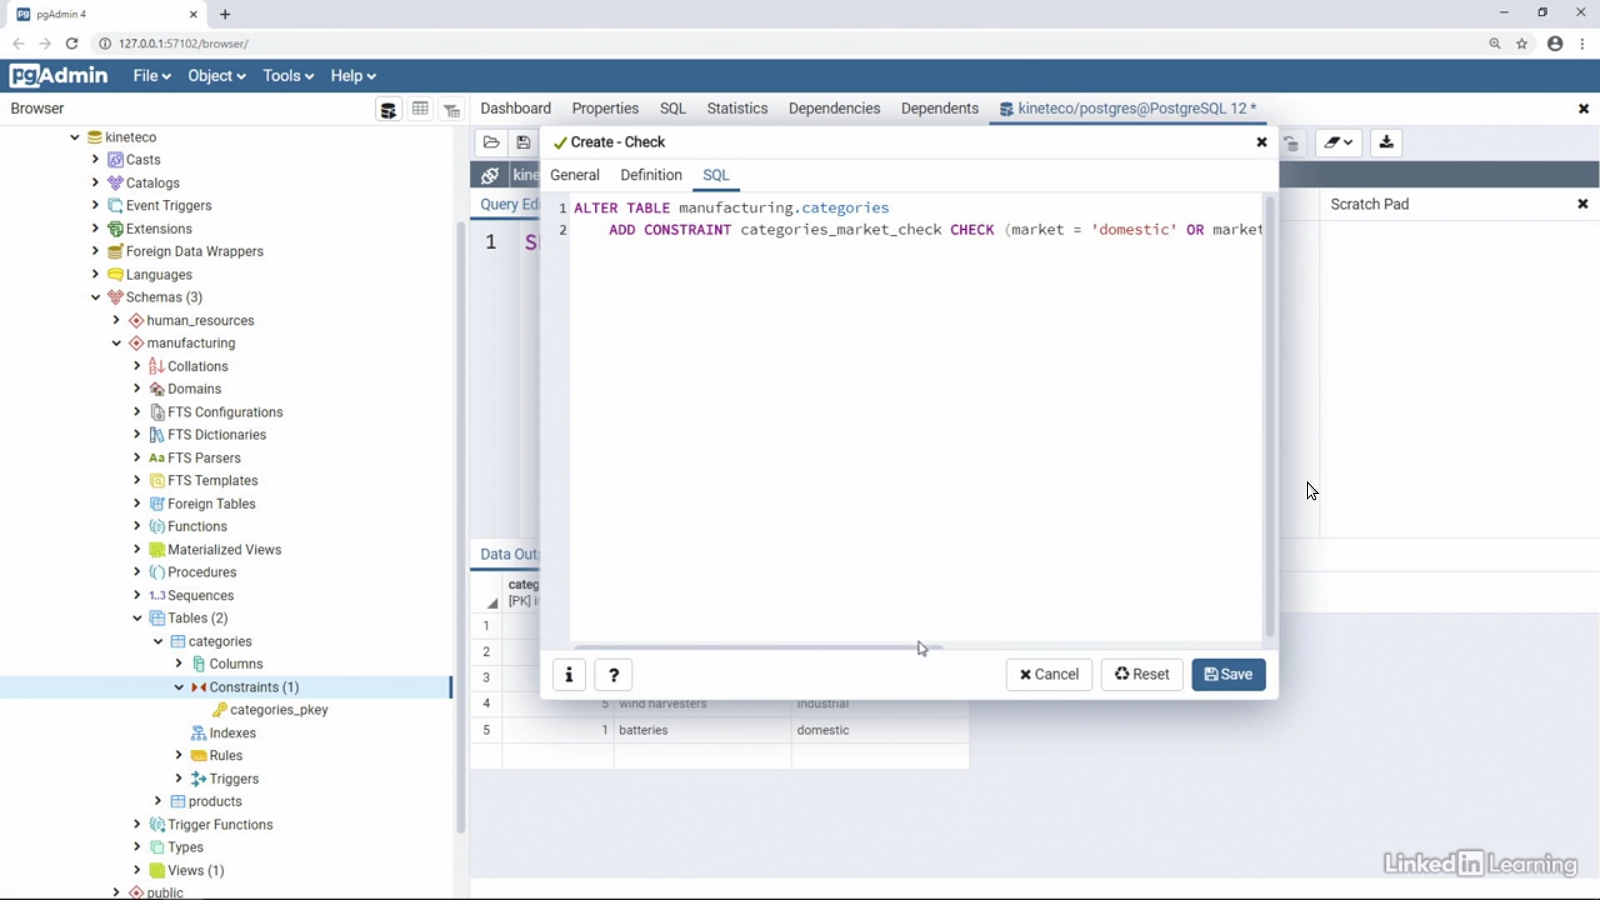 pgAdmin 4
127.0.0.1:57102/browser/
pgAdmin File Object Tools Help
Browser
Dashboard Properties SQL Statistics Dependencies Dependents kineteco/postgres@PostgreSQL 12 *
kineteco
Casts
Catalogs
Event Triggers
Extensions
Foreign Data Wrappers
Languages
Schemas (3)
human_resources
manufacturing
Collations
Domains
FTS Configurations
FTS Dictionaries
Aa FTS Parsers
FTS Templates
Foreign Tables
Functions
Materialized Views
Procedures
1..3 Sequences
Tables (2)
categories
Columns
Constraints (1)
categories_pkey
Indexes
Rules
Triggers
products
Trigger Functions
Types
Views (1)
public
kine
Query Edi
1 S
Scratch Pad
Create - Check
General Definition SQL
1 ALTER TABLE manufacturing.categories
2 ADD CONSTRAINT categories_market_check CHECK (market = 'domestic' OR market
i ? Cancel Reset Save
Data Out
categ
[PK] i
1
2
3
4 5 wind harvesters industrial
5 1 batteries domestic
Linked in Learning